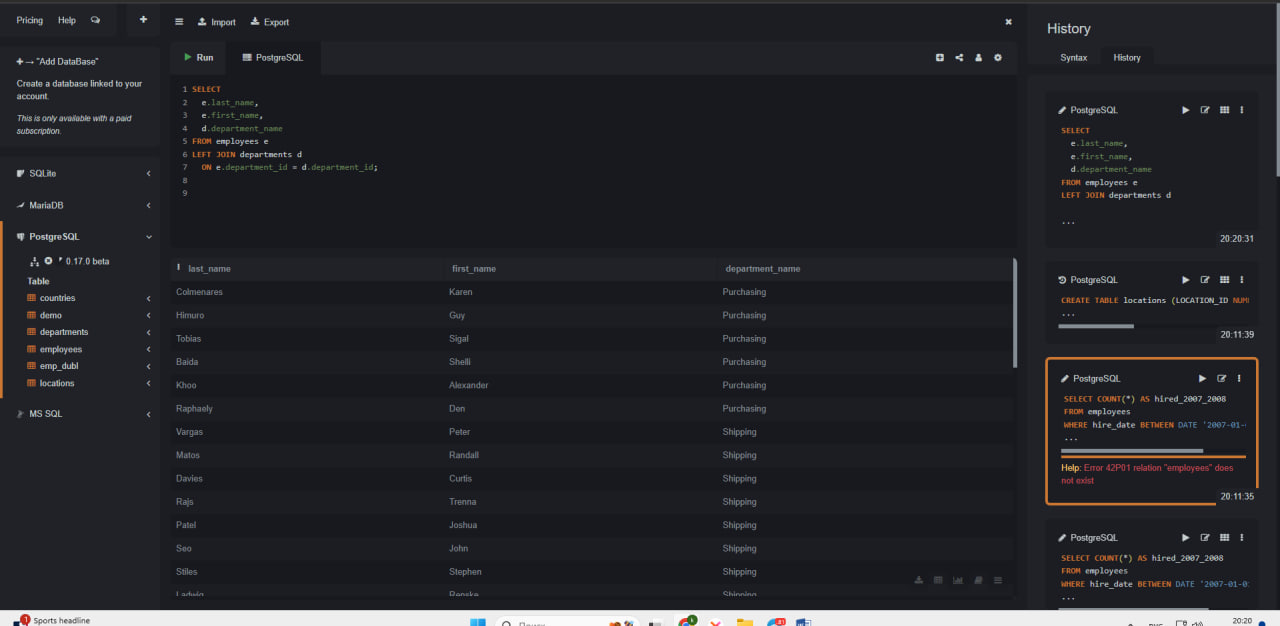 Pricing Help
+ → "Add DataBase"
Create a database linked to your
account.
This is only available with a paid
subscription.
SQLite
MariaDB
PostgreSQL
0.17.0 beta
Table
countries
demo
departments
employees
emp_dubl
locations
MS SQL
Import Export
Run PostgreSQL
1 SELECT
2 e.last_name,
3 e.first_name,
4 d.department_name
5 FROM employees e
6 LEFT JOIN departments d
7 ON e.department_id = d.department_id;
8
9
last_name first_name department_name
Colmenares Karen Purchasing
Himuro Guy Purchasing
Tobias Sigal Purchasing
Baida Shelli Purchasing
Khoo Alexander Purchasing
Raphaely Den Purchasing
Vargas Peter Shipping
Matos Randall Shipping
Davies Curtis Shipping
Rajs Trenna Shipping
Patel Joshua Shipping
Seo John Shipping
Stiles Stephen Shipping
Ladwig Renske Shipping
History
Syntax History
PostgreSQL
SELECT
e.last_name,
e.first_name,
d.department_name
FROM employees e
LEFT JOIN departments d
...
20:20:31
PostgreSQL
CREATE TABLE locations (LOCATION_ID NUM
...
20:11:39
PostgreSQL
SELECT COUNT(*) AS hired_2007_2008
FROM employees
WHERE hire_date BETWEEN DATE '2007-01-
...
Help: Error 42P01 relation "employees" does
not exist
20:11:35
PostgreSQL
SELECT COUNT(*) AS hired_2007_2008
FROM employees
WHERE hire_date BETWEEN DATE '2007-01-0
...
1 Sports headline
Поиск
20:20